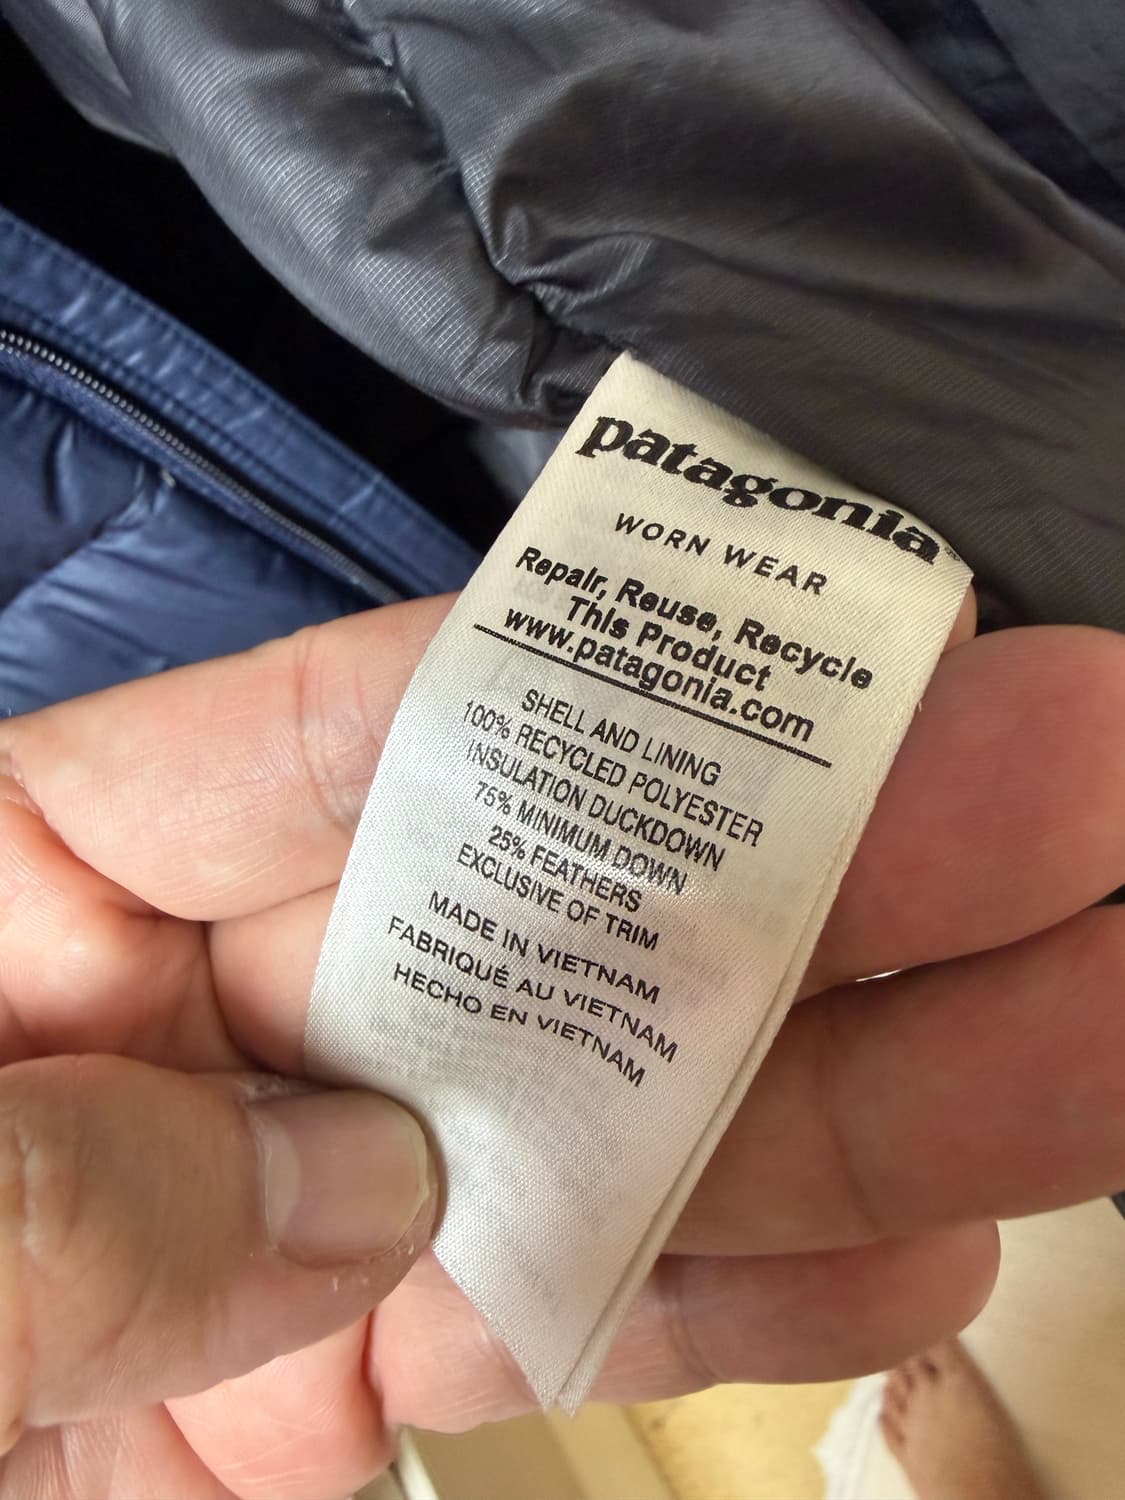 patagonia
WORN WEAR
Repair, Reuse, Recycle
This Product
www.patagonia.com
SHELL AND LINING
100% RECYCLED POLYESTER
INSULATION DUCKDOWN
75% MINIMUM DOWN
25% FEATHERS
EXCLUSIVE OF TRIM
MADE IN VIETNAM
FABRIQUÉ AU VIETNAM
HECHO EN VIETNAM